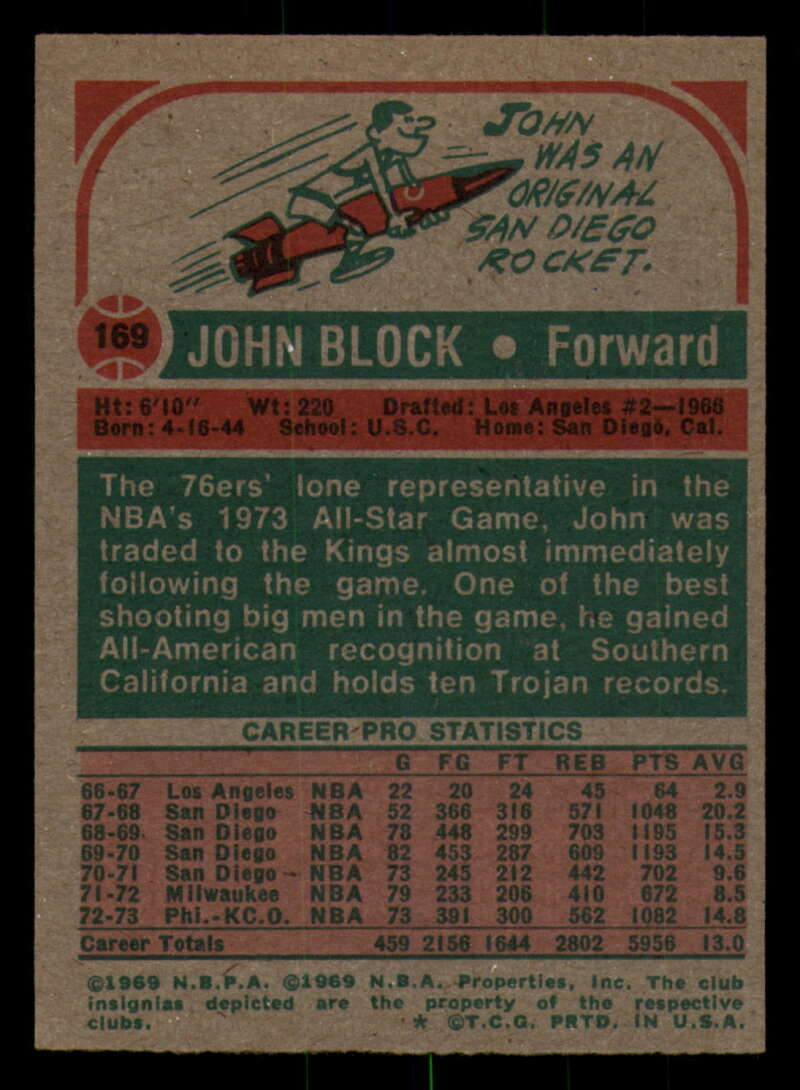 JOHN
WAS AN
ORIGINAL
SAN DIEGO
ROCKET.
169 JOHN BLOCK • Forward
Ht: 6'10" Wt: 220 Drafted: Los Angeles #2—1966
Born: 4-16-44 School: U.S.C. Home: San Diego, Cal.
The 76ers' lone representative in the
NBA's 1973 All-Star Game, John was
traded to the Kings almost immediately
following the game. One of the best
shooting big men in the game, he gained
All-American recognition at Southern
California and holds ten Trojan records.
CAREER PRO STATISTICS
G FG FT REB PTS AVG
66-67 Los Angeles NBA 22 20 24 45 64 2.9
67-68 San Diego NBA 52 366 316 571 1048 20.2
68-69 San Diego NBA 78 448 299 703 1195 15.3
69-70 San Diego NBA 82 453 287 609 1193 14.5
70-71 San Diego NBA 73 245 212 442 702 9.6
71-72 Milwaukee NBA 79 233 206 410 672 8.5
72-73 Phi.-KC.O. NBA 73 391 300 562 1082 14.8
Career Totals 459 2156 1644 2802 5956 13.0
©1969 N.B.P.A. ©1969 N.B.A. Properties, Inc. The club
insignias depicted are the property of the respective
clubs. * ©T.C.G. PRTD. IN U.S.A.